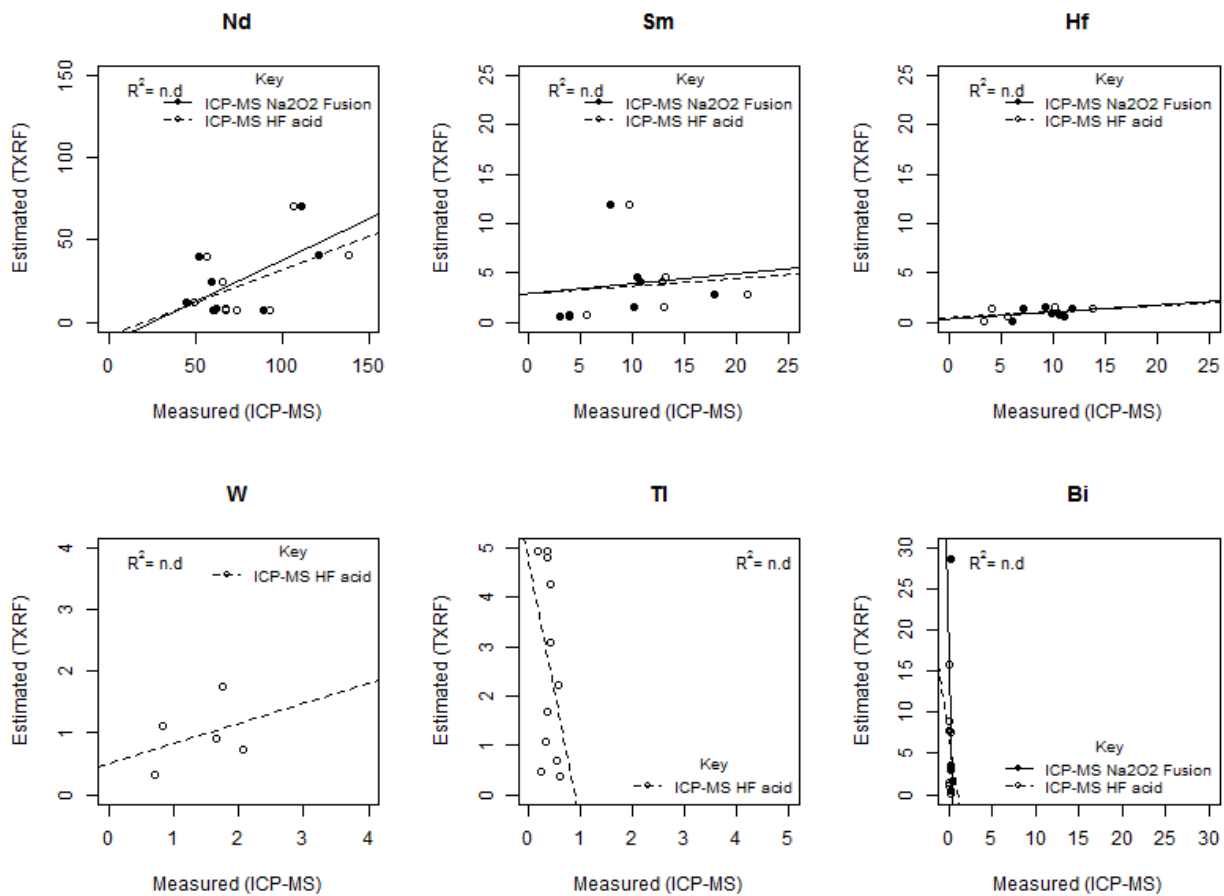 Nd
R²= n.d
Key
ICP-MS Na2O2 Fusion
ICP-MS HF acid
Estimated (TXRF)
0 50 100 150
0 50 100 150
Measured (ICP-MS)
Sm
R²= n.d
Key
ICP-MS Na2O2 Fusion
ICP-MS HF acid
Estimated (TXRF)
0 5 10 15 20 25
0 5 10 15 20 25
Measured (ICP-MS)
Hf
R²= n.d
Key
ICP-MS Na2O2 Fusion
ICP-MS HF acid
Estimated (TXRF)
0 5 10 15 20 25
0 5 10 15 20 25
Measured (ICP-MS)
W
R²= n.d
Key
ICP-MS HF acid
Estimated (TXRF)
0 1 2 3 4
0 1 2 3 4
Measured (ICP-MS)
Tl
R²= n.d
Key
ICP-MS HF acid
Estimated (TXRF)
0 1 2 3 4 5
0 1 2 3 4 5
Measured (ICP-MS)
Bi
R²= n.d
Key
ICP-MS Na2O2 Fusion
ICP-MS HF acid
Estimated (TXRF)
0 5 10 15 20 25 30
0 5 10 15 20 25 30
Measured (ICP-MS)